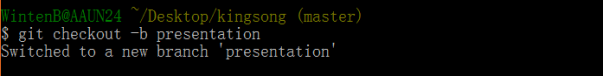 WintenB@AAUN24 ~/Desktop/kingsong (master)
$ git checkout -b presentation
Switched to a new branch 'presentation'